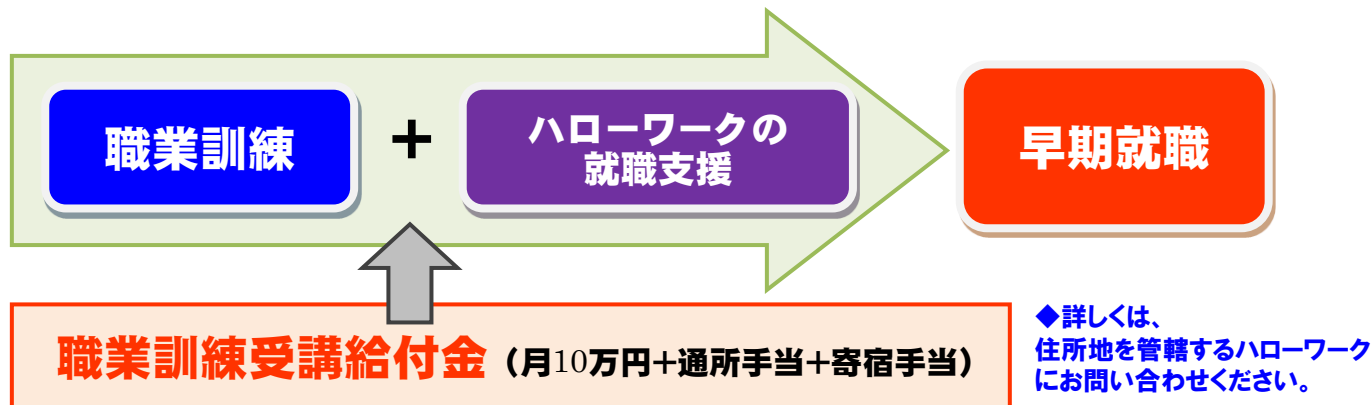 職業訓練
+
ハローワークの
就職支援
早期就職
職業訓練受講給付金（月10万円+通所手当+寄宿手当）
◆詳しくは、
住所地を管轄するハローワーク
にお問い合わせください。